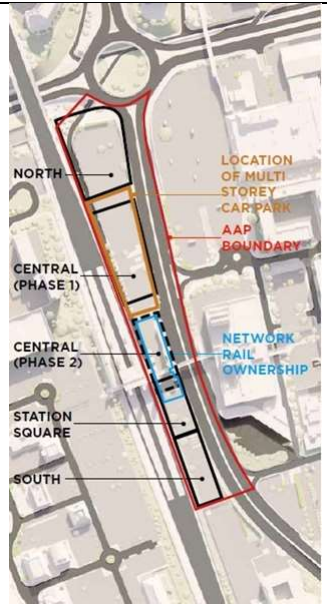 NORTH
LOCATION
OF MULTI
STOREY
CAR PARK
AAP
BOUNDARY
CENTRAL
(PHASE 1)
CENTRAL
(PHASE 2)
NETWORK
RAIL
OWNERSHIP
STATION
SQUARE
SOUTH